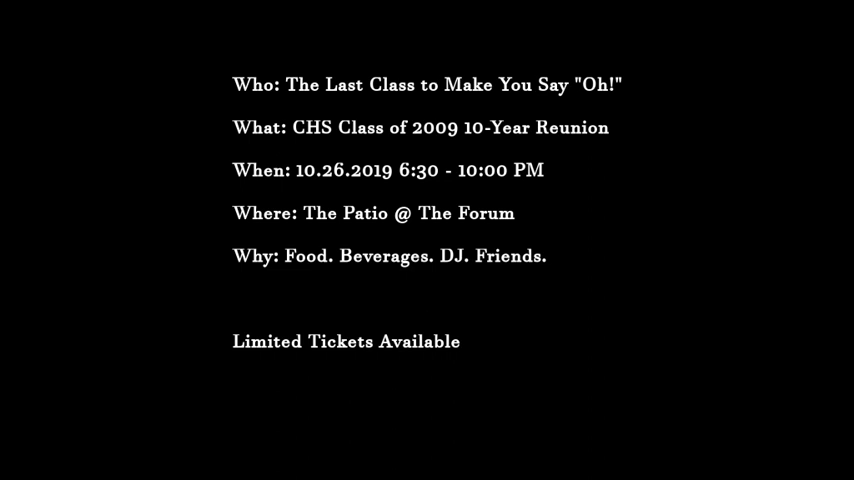 Who: The Last Class to Make You Say "Oh!"
What: CHS Class of 2009 10-Year Reunion
When: 10.26.2019 6:30 - 10:00 PM
Where: The Patio @ The Forum
Why: Food. Beverages. DJ. Friends.
Limited Tickets Available